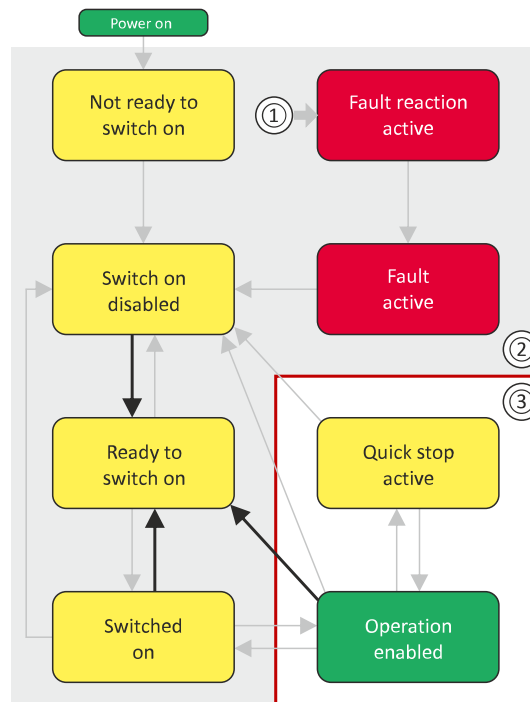 Power on
Not ready to
switch on
1
Fault reaction
active
Switch on
disabled
Fault
active
2
3
Ready to
switch on
Quick stop
active
Switched
on
Operation
enabled